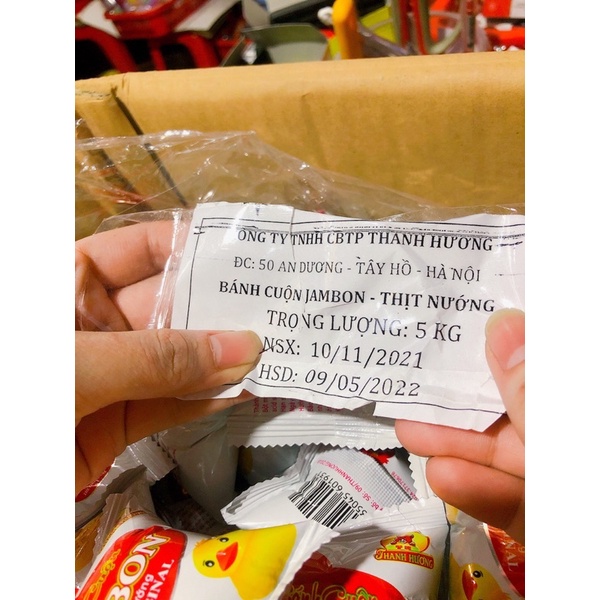 ÔNG TY TNHH CBTP THANH HƯƠNG
ĐC: 50 AN DƯƠNG - TÂY HỒ - HÀ NỘI
BÁNH CUỘN JAMBON - THỊT NƯỚNG
TRỌNG LƯỢNG: 5 KG
NSX: 10/11/2021
HSD: 09/05/2022
BON
THANH HƯƠNG